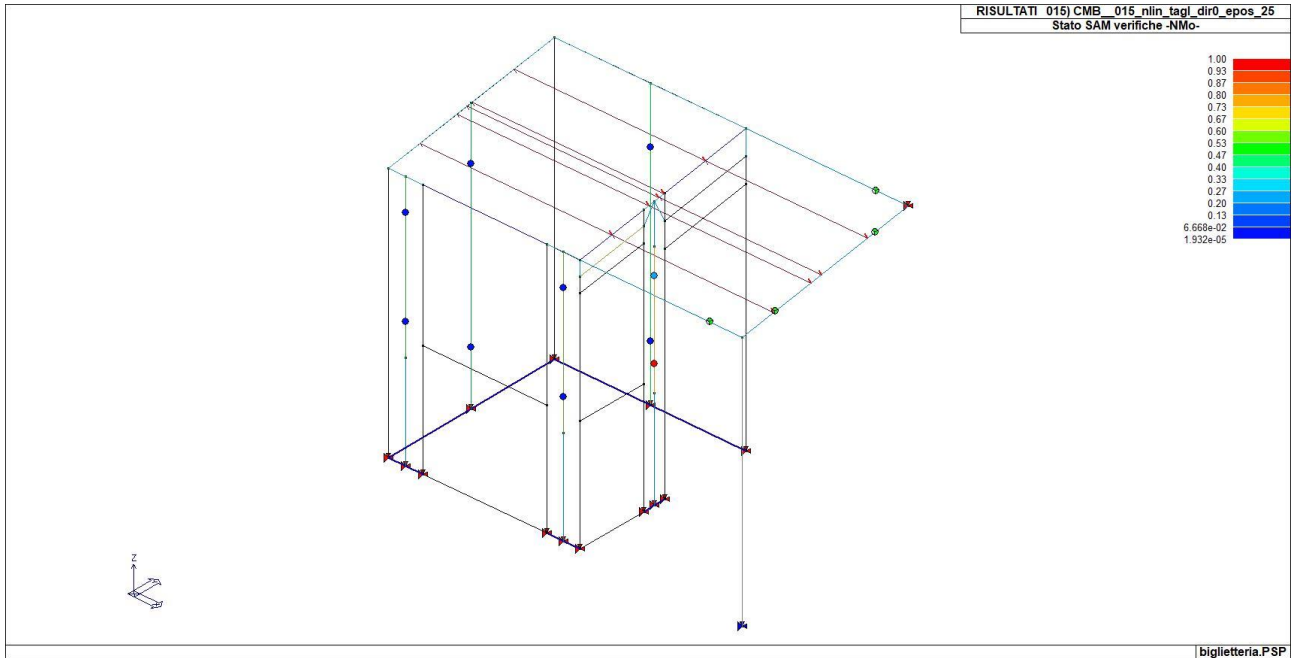 RISULTATI 015) CMB__015_nlin_tagl_dir0_epos_25
Stato SAM verifiche -NMo-
1.00
0.93
0.87
0.80
0.73
0.67
0.60
0.53
0.47
0.40
0.33
0.27
0.20
0.13
6.668e-02
1.932e-05
Z
biglietteria.PSP